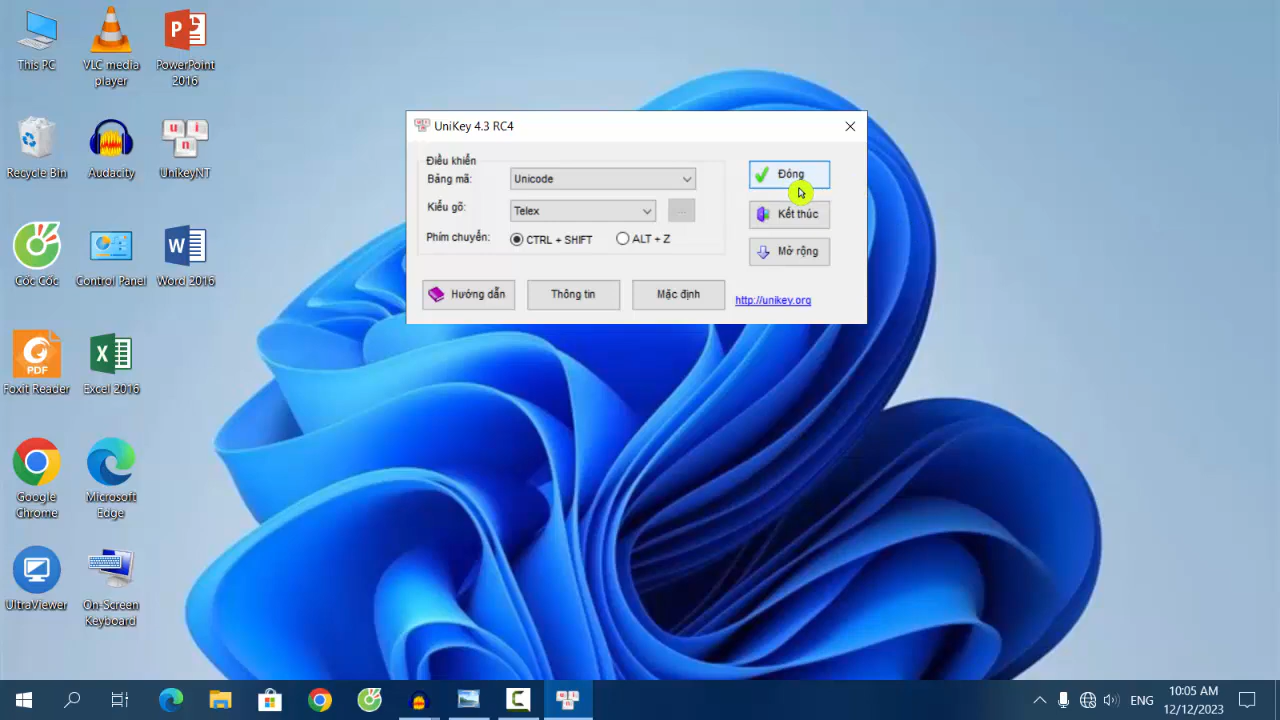 This PC
VLC media
player
PowerPoint
2016
Recycle Bin
Audacity
UnikeyNT
Cốc Cốc
Control Panel
Word 2016
Foxit Reader
Excel 2016
Google
Chrome
Microsoft
Edge
UltraViewer
On-Screen
Keyboard
UniKey 4.3 RC4
Điều khiển
Bảng mã:
Unicode
Kiểu gõ:
Telex
...
Phím chuyển:
CTRL + SHIFT
ALT + Z
Đóng
Kết thúc
Mở rộng
Hướng dẫn
Thông tin
Mặc định
http://unikey.org
ENG
10:05 AM
12/12/2023